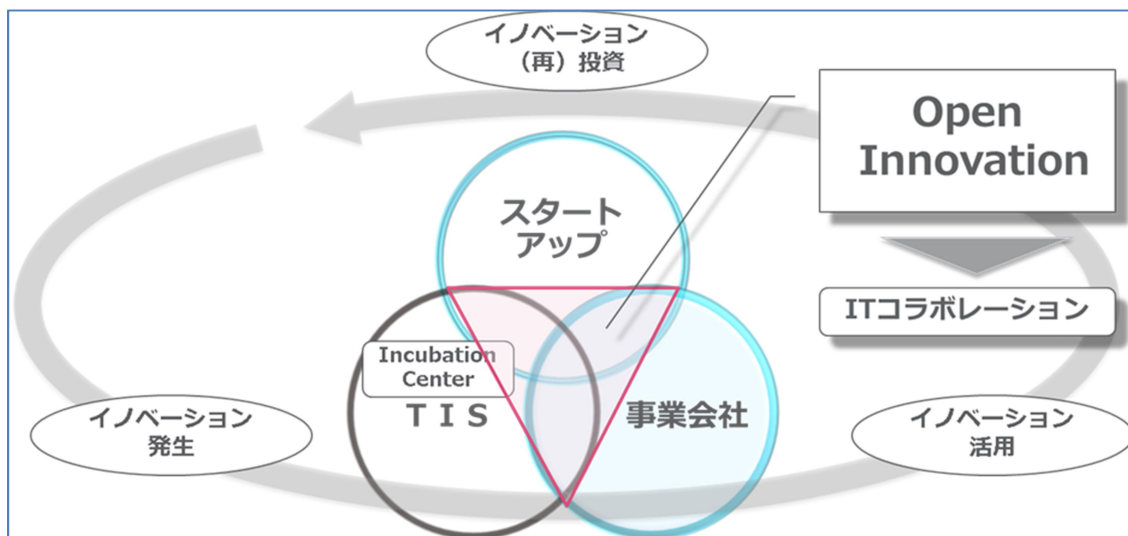 イノベーション
（再）投資
Open
Innovation
スタート
アップ
ITコラボレーション
Incubation
Center
ＴＩＳ
事業会社
イノベーション
発生
イノベーション
活用